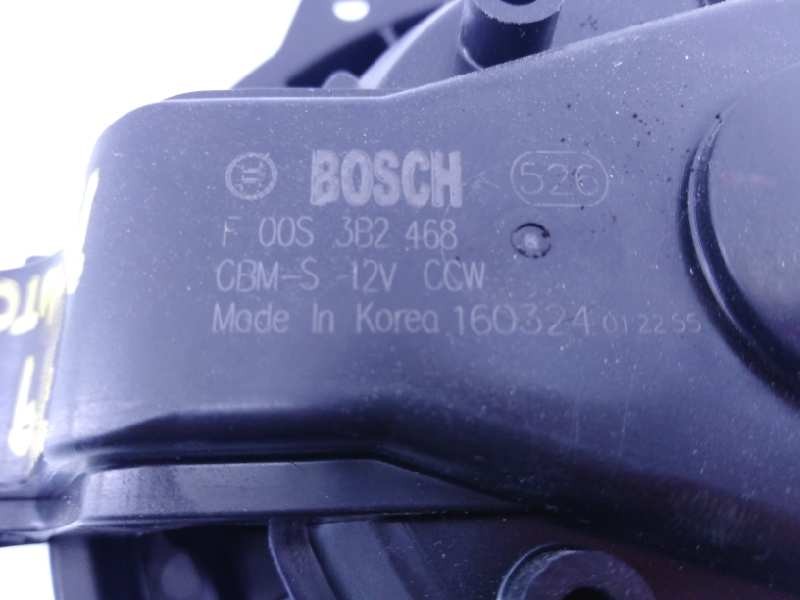 BOSCH 526
F 00S 3B2 468
CBM-S 12V CCW
Made In Korea 160324 012255